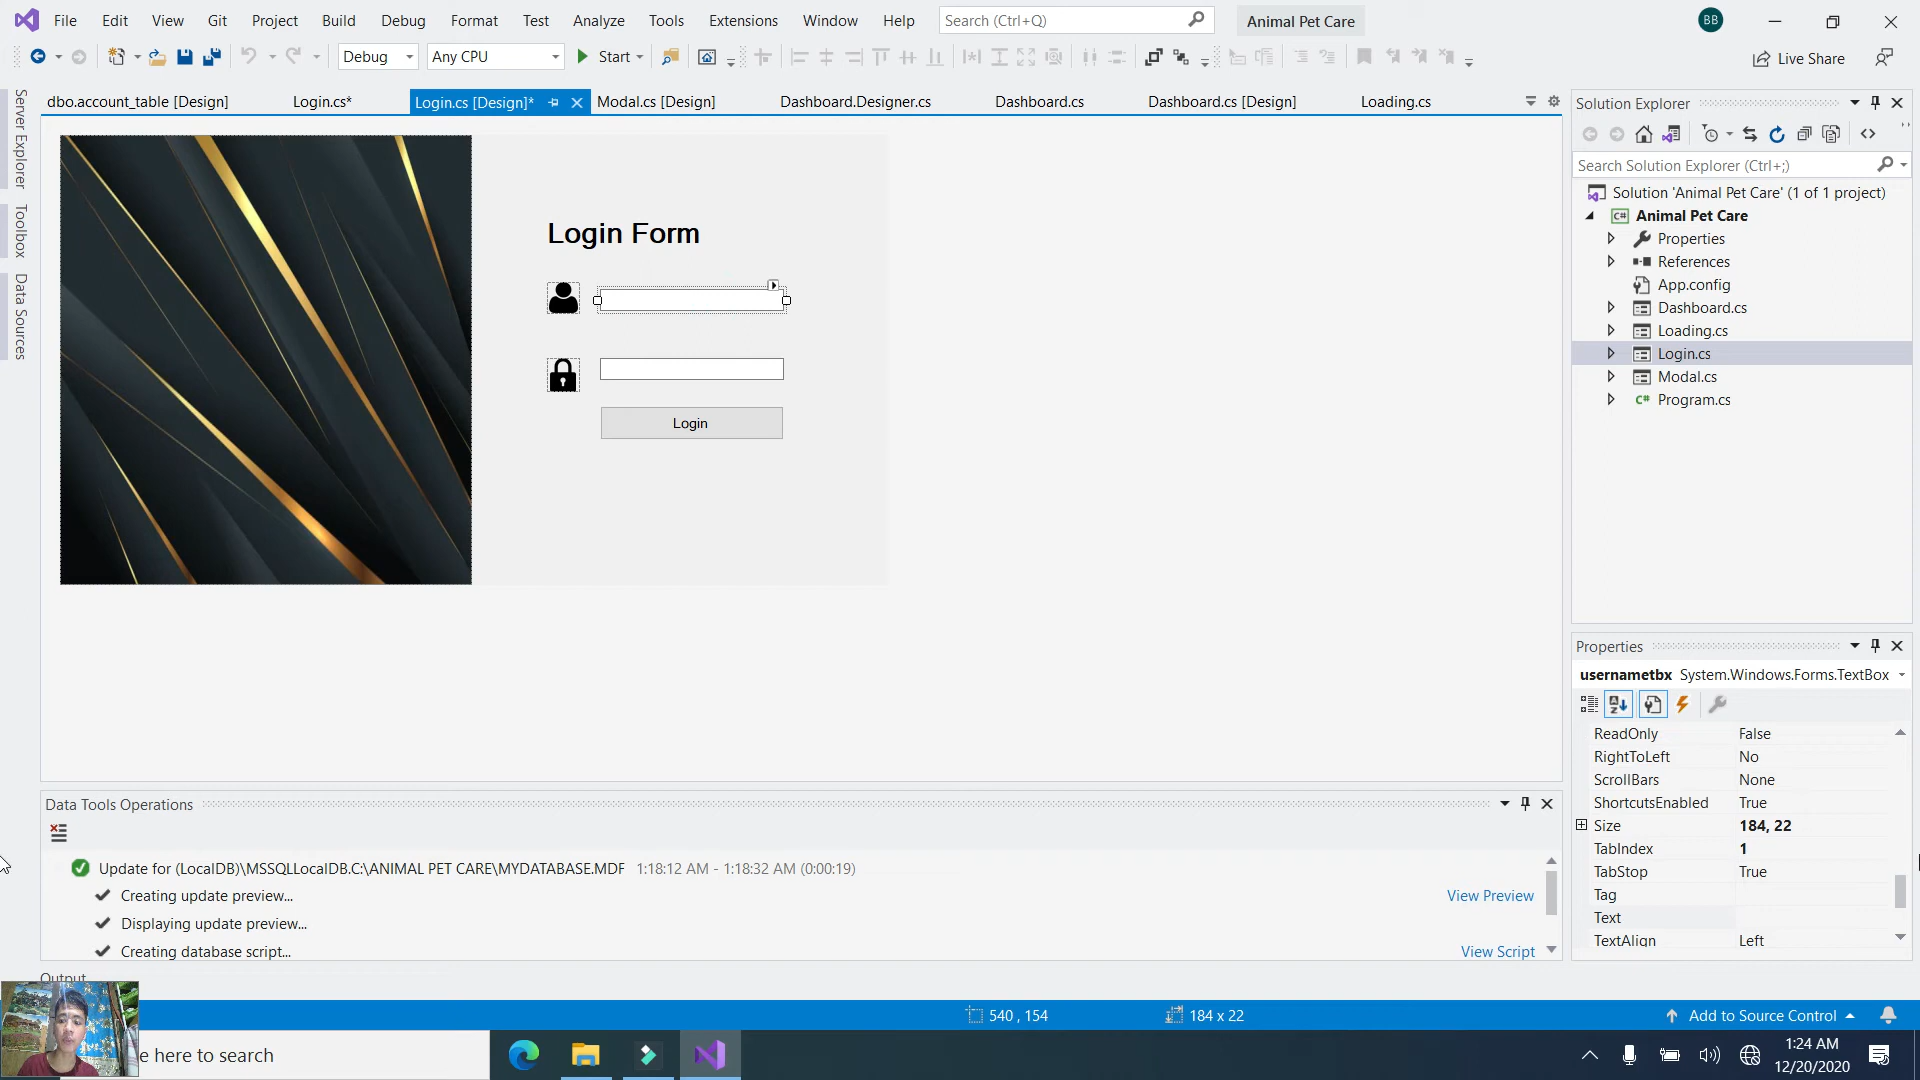 File Edit View Git Project Build Debug Format Test Analyze Tools Extensions Window Help Search (Ctrl+Q) Animal Pet Care BB
Debug Any CPU Start Live Share
dbo.account_table [Design] Login.cs* Login.cs [Design]* Modal.cs [Design] Dashboard.Designer.cs Dashboard.cs Dashboard.cs [Design] Loading.cs
Server Explorer
Toolbox
Data Sources
Login Form
Login
Solution Explorer
Search Solution Explorer (Ctrl+;)
Solution 'Animal Pet Care' (1 of 1 project)
C# Animal Pet Care
Properties
References
App.config
Dashboard.cs
Loading.cs
Login.cs
Modal.cs
C# Program.cs
Properties
usernametbx System.Windows.Forms.TextBox
ReadOnly False
RightToLeft No
ScrollBars None
ShortcutsEnabled True
Size 184, 22
TabIndex 1
TabStop True
Tag
Text
TextAlign Left
Data Tools Operations
Update for (LocalDB)\MSSQLLocalDB.C:\ANIMAL PET CARE\MYDATABASE.MDF 1:18:12 AM - 1:18:32 AM (0:00:19)
Creating update preview... View Preview
Displaying update preview...
Creating database script... View Script
Output
540 , 154 184 x 22 Add to Source Control
e here to search
1:24 AM
12/20/2020